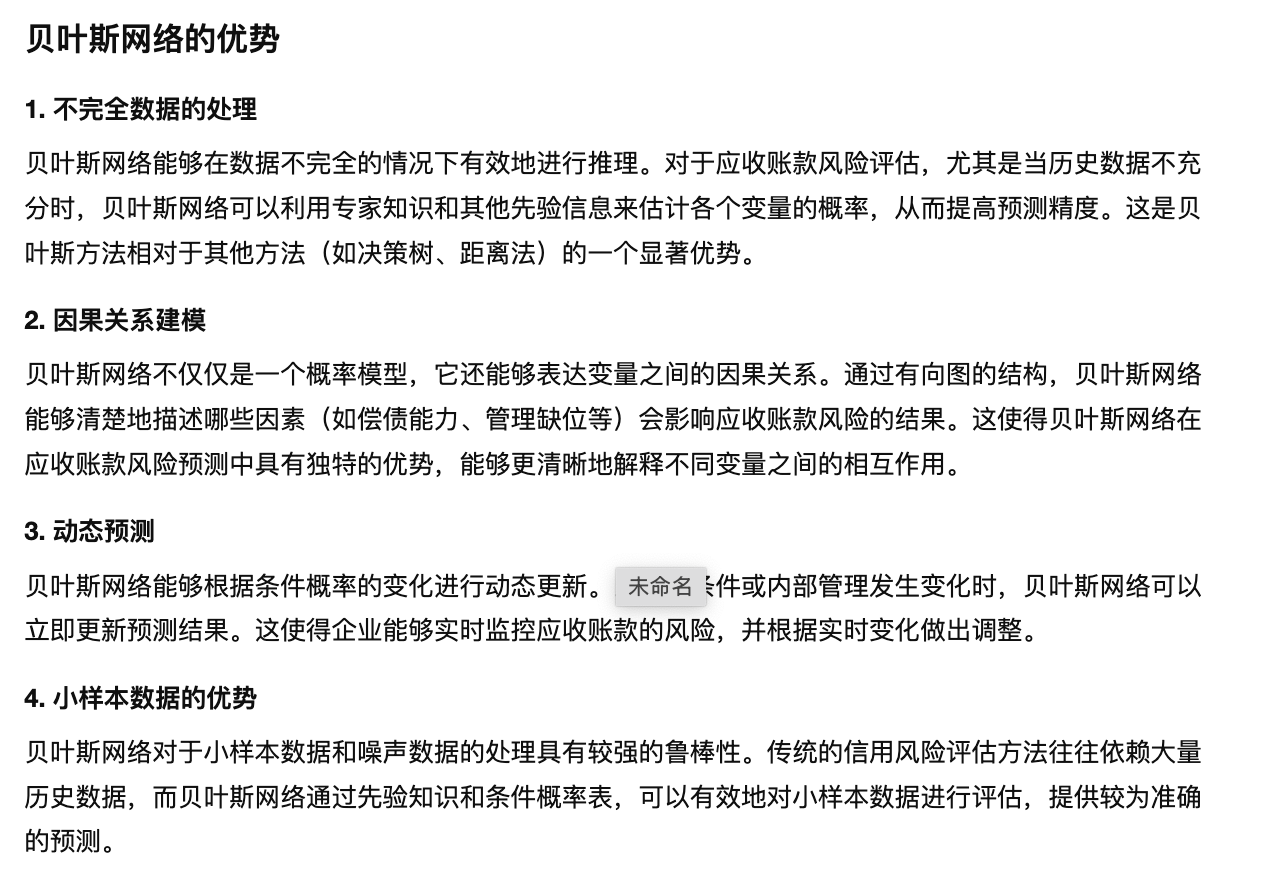 贝叶斯网络的优势
1. 不完全数据的处理
贝叶斯网络能够在数据不完全的情况下有效地进行推理。对于应收账款风险评估，尤其是当历史数据不充
分时，贝叶斯网络可以利用专家知识和其他先验信息来估计各个变量的概率，从而提高预测精度。这是贝
叶斯方法相对于其他方法（如决策树、距离法）的一个显著优势。
2. 因果关系建模
贝叶斯网络不仅仅是一个概率模型，它还能够表达变量之间的因果关系。通过有向图的结构，贝叶斯网络
能够清楚地描述哪些因素（如偿债能力、管理缺位等）会影响应收账款风险的结果。这使得贝叶斯网络在
应收账款风险预测中具有独特的优势，能够更清晰地解释不同变量之间的相互作用。
3. 动态预测
贝叶斯网络能够根据条件概率的变化进行动态更新。未命名条件或内部管理发生变化时，贝叶斯网络可以
立即更新预测结果。这使得企业能够实时监控应收账款的风险，并根据实时变化做出调整。
4. 小样本数据的优势
贝叶斯网络对于小样本数据和噪声数据的处理具有较强的鲁棒性。传统的信用风险评估方法往往依赖大量
历史数据，而贝叶斯网络通过先验知识和条件概率表，可以有效地对小样本数据进行评估，提供较为准确
的预测。